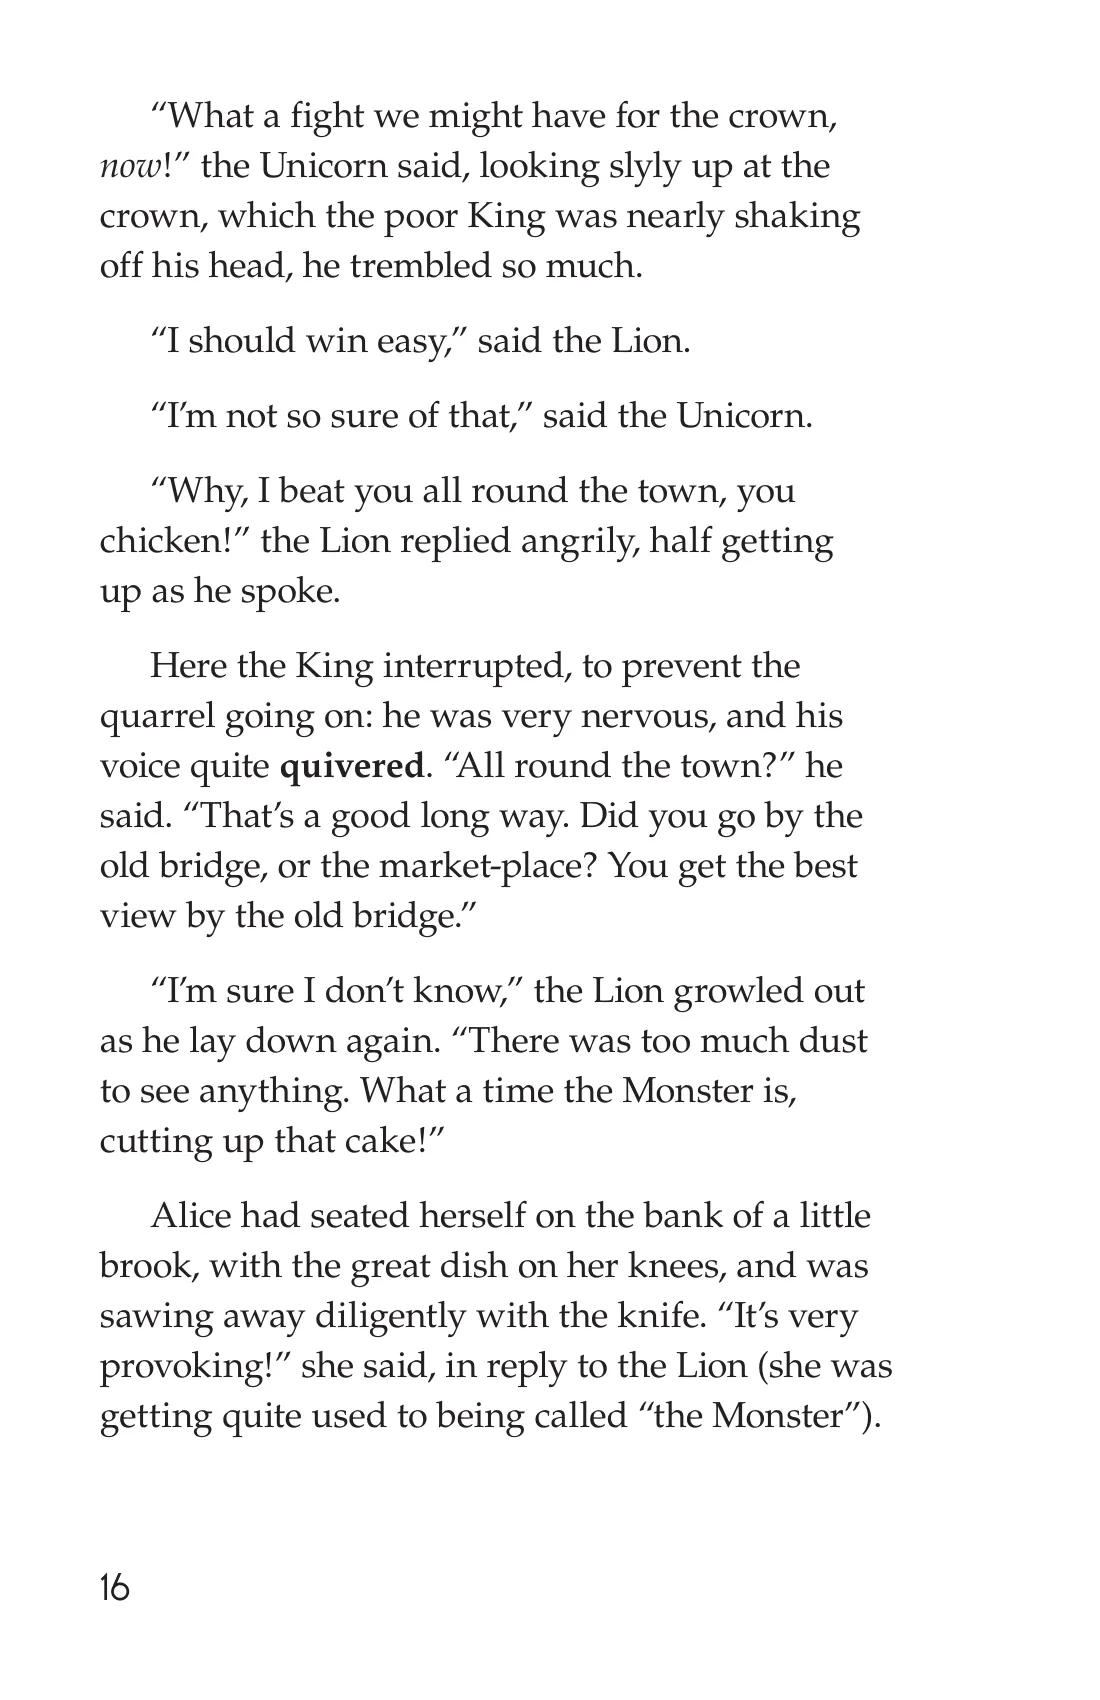 “What a fight we might have for the crown,
now!” the Unicorn said, looking slyly up at the
crown, which the poor King was nearly shaking
off his head, he trembled so much.
“I should win easy,” said the Lion.
“I’m not so sure of that,” said the Unicorn.
“Why, I beat you all round the town, you
chicken!” the Lion replied angrily, half getting
up as he spoke.
Here the King interrupted, to prevent the
quarrel going on: he was very nervous, and his
voice quite quivered. “All round the town?” he
said. “That’s a good long way. Did you go by the
old bridge, or the market-place? You get the best
view by the old bridge.”
“I’m sure I don’t know,” the Lion growled out
as he lay down again. “There was too much dust
to see anything. What a time the Monster is,
cutting up that cake!”
Alice had seated herself on the bank of a little
brook, with the great dish on her knees, and was
sawing away diligently with the knife. “It’s very
provoking!” she said, in reply to the Lion (she was
getting quite used to being called “the Monster”).
16